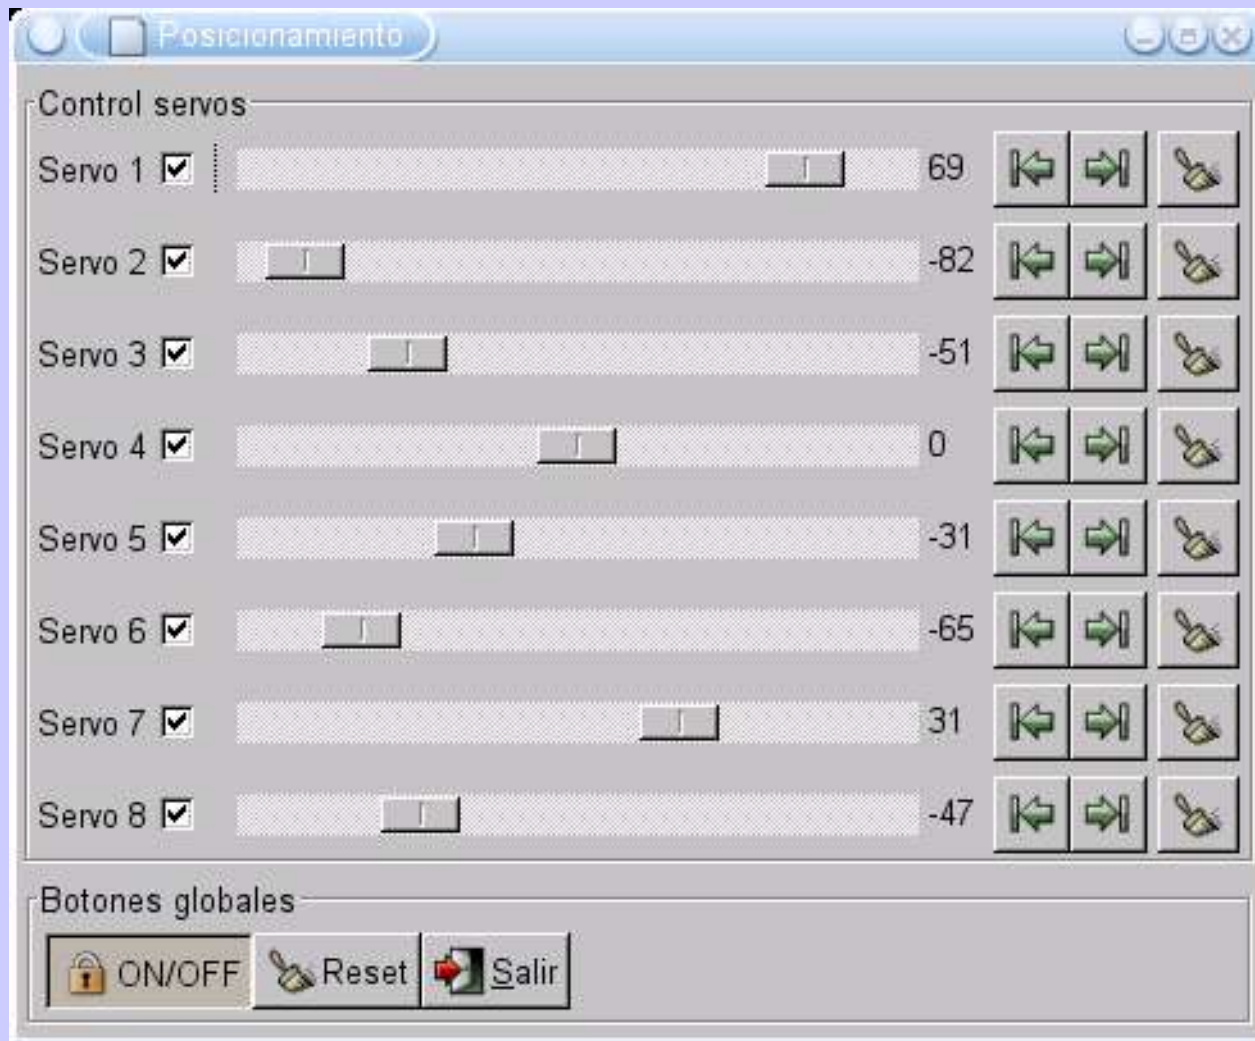 Posicionamiento
Control servos
Servo 1 69
Servo 2 -82
Servo 3 -51
Servo 4 0
Servo 5 -31
Servo 6 -65
Servo 7 31
Servo 8 -47
Botones globales
ON/OFF Reset Salir